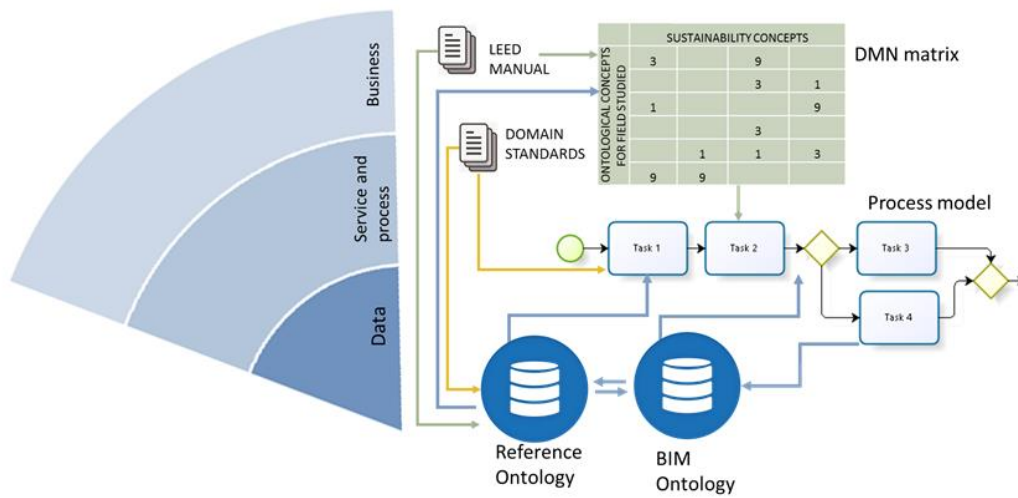 Business
Service and
process
Data
LEED
MANUAL
DOMAIN
STANDARDS
SUSTAINABILITY CONCEPTS
ONTOLOGICAL CONCEPTS
FOR FIELD STUDIED
3 9
3 1
1 9
3
1 1 3
9 9
DMN matrix
Process model
Task 1
Task 2
Task 3
Task 4
Reference
Ontology
BIM
Ontology